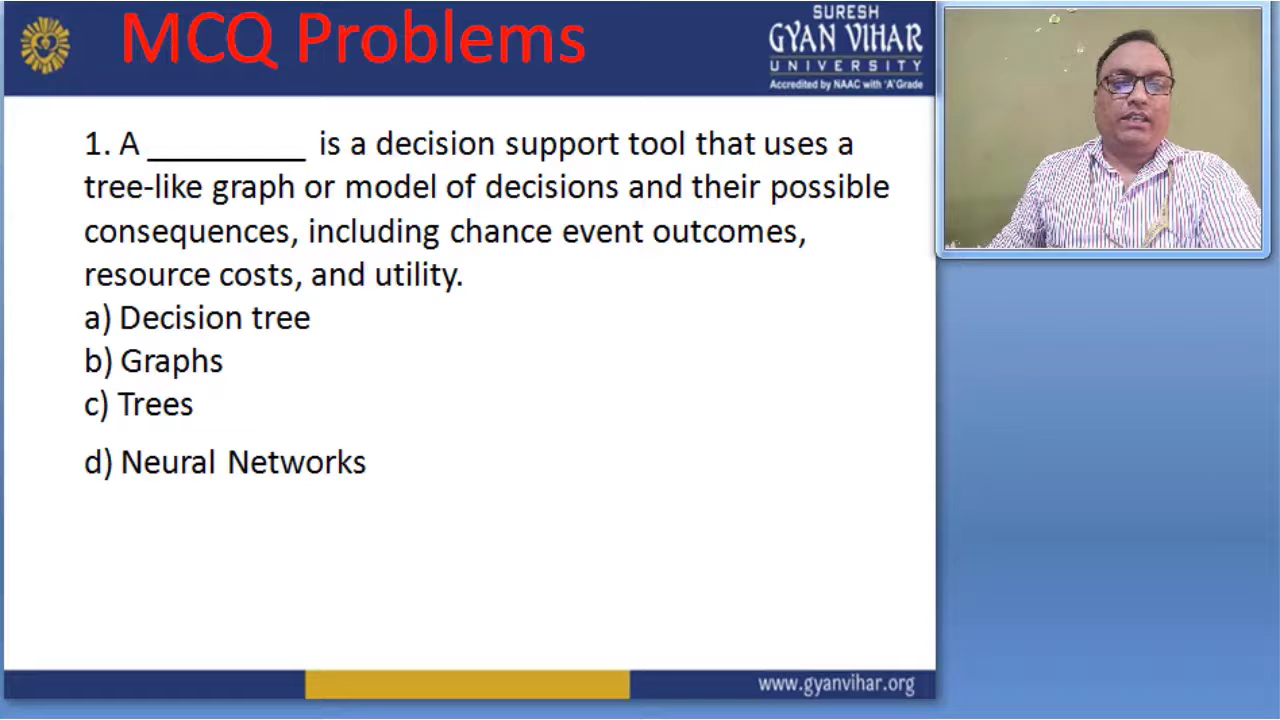 MCQ Problems
SURESH
GYAN VIHAR
UNIVERSITY
Accredited by NAAC with 'A' Grade
1. A _________ is a decision support tool that uses a
tree-like graph or model of decisions and their possible
consequences, including chance event outcomes,
resource costs, and utility.
a) Decision tree
b) Graphs
c) Trees
d) Neural Networks
www.gyanvihar.org